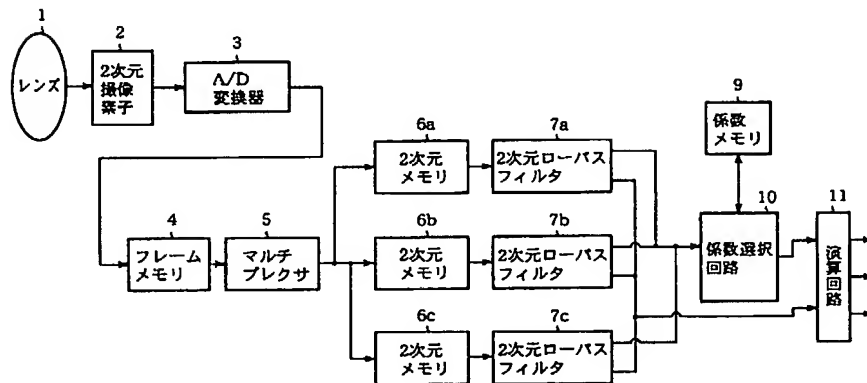 1
レンズ
2
2次元
撮像
素子
3
A/D
変換器
4
フレーム
メモリ
5
マルチ
プレクサ
6a
2次元
メモリ
7a
2次元ローパス
フィルタ
6b
2次元
メモリ
7b
2次元ローパス
フィルタ
6c
2次元
メモリ
7c
2次元ローパス
フィルタ
9
係数
メモリ
10
係数選択
回路
11
演算回路